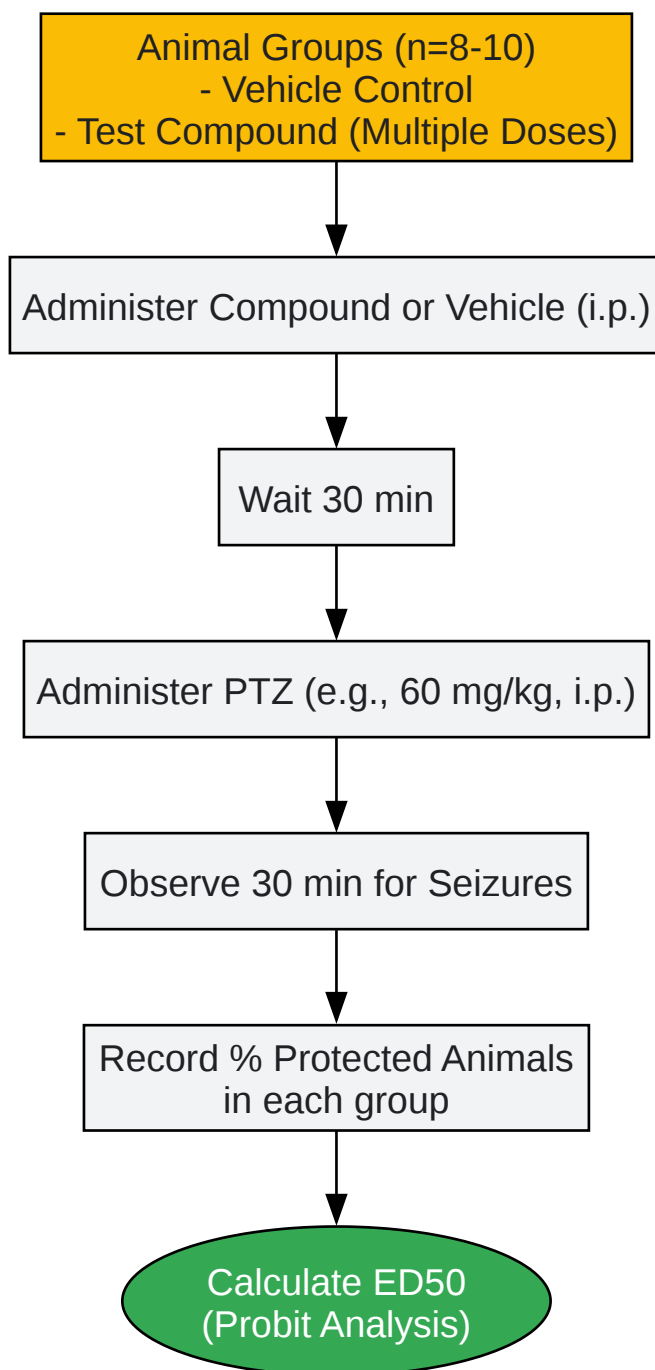 Animal Groups (n=8-10)
- Vehicle Control
- Test Compound (Multiple Doses)
Administer Compound or Vehicle (i.p.)
Wait 30 min
Administer PTZ (e.g., 60 mg/kg, i.p.)
Observe 30 min for Seizures
Record % Protected Animals
in each group
Calculate ED50
(Probit Analysis)